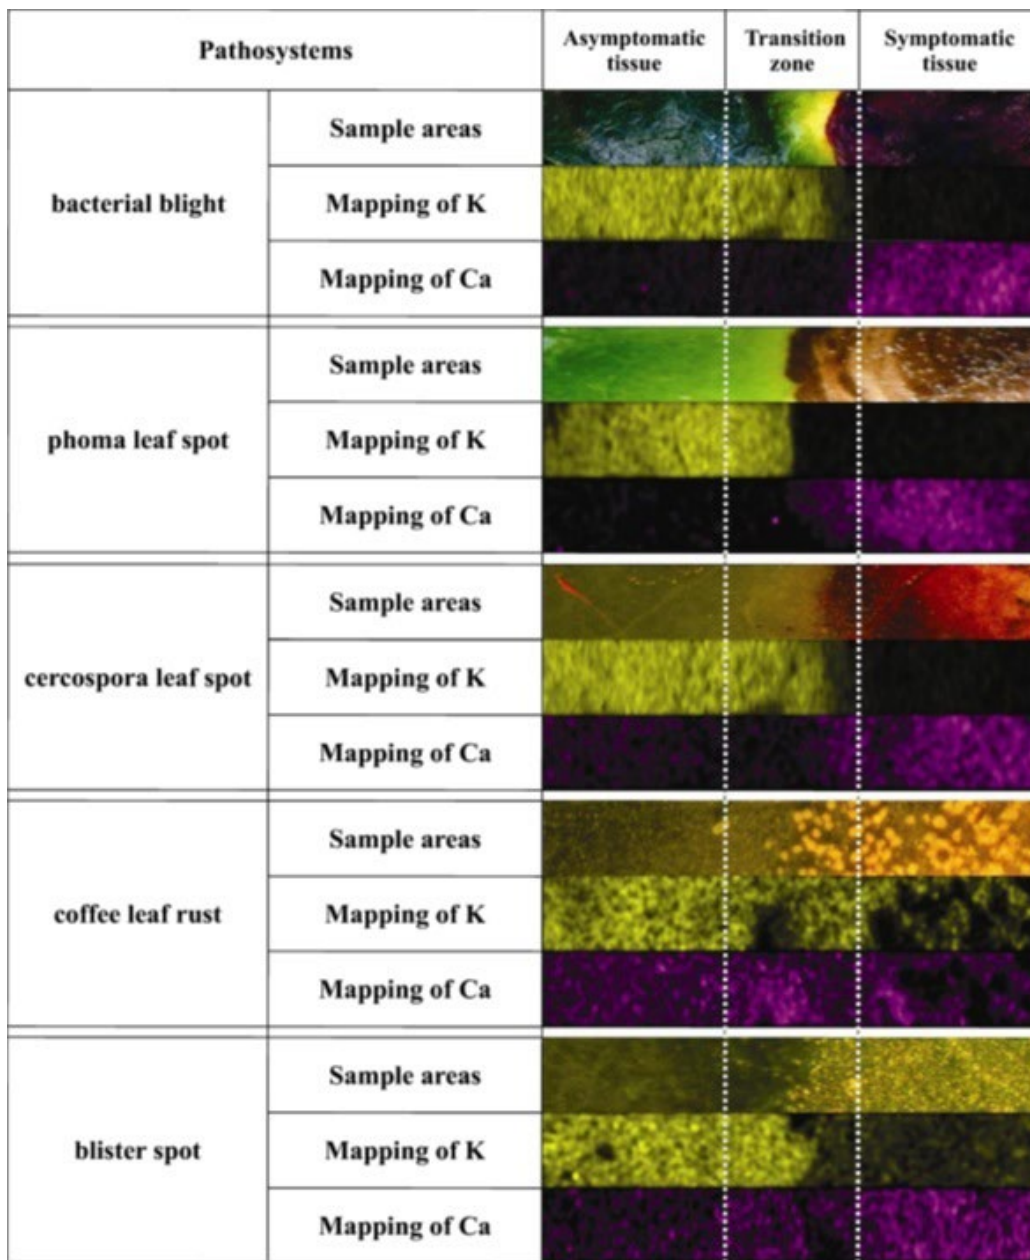 Pathosystems
Asymptomatic
tissue
Transition
zone
Symptomatic
tissue
bacterial blight
Sample areas
Mapping of K
Mapping of Ca
phoma leaf spot
Sample areas
Mapping of K
Mapping of Ca
cercospora leaf spot
Sample areas
Mapping of K
Mapping of Ca
coffee leaf rust
Sample areas
Mapping of K
Mapping of Ca
blister spot
Sample areas
Mapping of K
Mapping of Ca